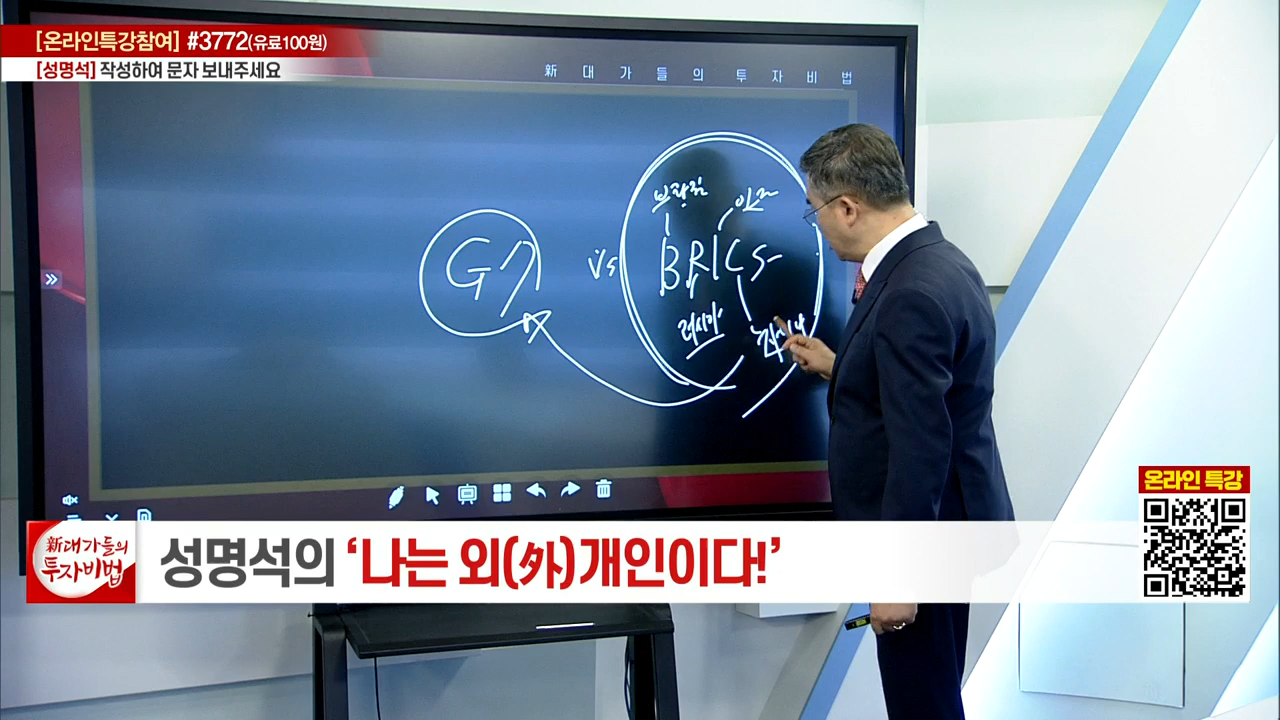 [온라인특강참여] #3772(유료100원)
[성명석] 작성하여 문자 보내주세요
新 대 가 들 의 투 자 비 법
브라질 인도
G7 vs BRICS
러시아
온라인 특강
新대가들의
투자비법
성명석의 ‘나는 외(外)개인이다!’